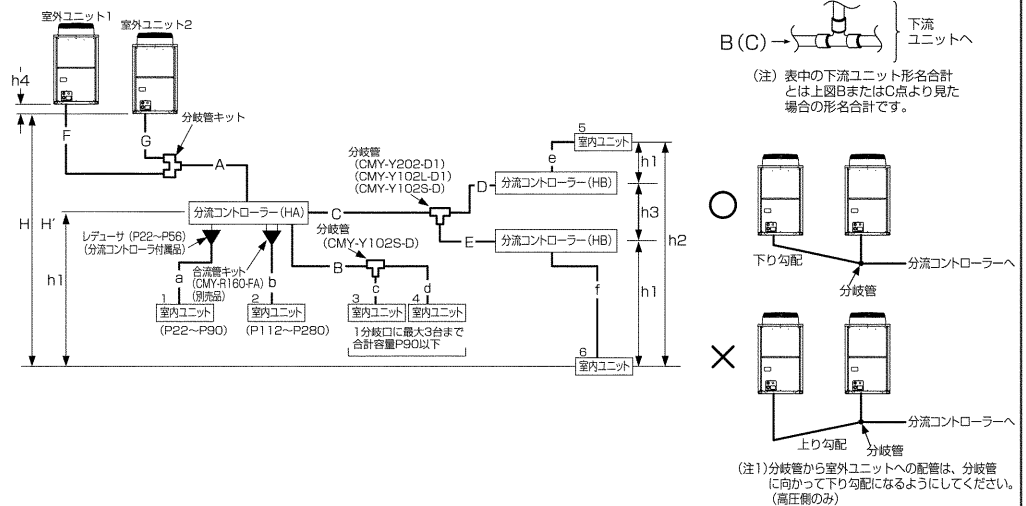 室外ユニット1
室外ユニット2
h4
分岐管キット
F
G
A
H
H'
h1
分流コントローラー(HA)
C
レデューサ(P22~P56)
(分流コントローラ付属品)
合流管キット
(CMY-R160-FA)
(別売品)
分岐管
(CMY-Y102S-D)
B
a
b
c
d
1
室内ユニット
(P22~P90)
2
室内ユニット
(P112~P280)
3
室内ユニット
4
室内ユニット
1分岐口に最大3台まで
合計容量P90以下
分岐管
(CMY-Y202-D1)
(CMY-Y102L-D1)
(CMY-Y102S-D)
D
E
5
室内ユニット
e
分流コントローラー(HB)
分流コントローラー(HB)
f
6
室内ユニット
h1
h3
h2
h1
B(C)
下流
ユニットへ
(注) 表中の下流ユニット形名合計
とは上図BまたはC点より見た
場合の形名合計です。
○
下り勾配
分岐管
分流コントローラーへ
×
上り勾配
分岐管
分流コントローラーへ
(注1)分岐管から室外ユニットへの配管は、分岐管
に向かって下り勾配になるようにしてください。
(高圧側のみ)